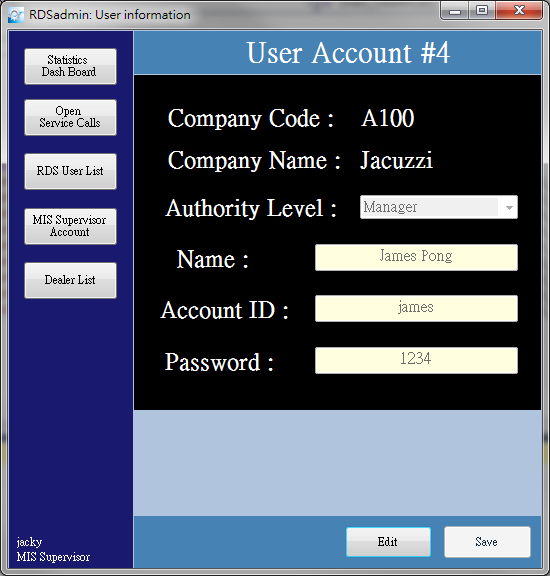 RDSadmin: User information
Statistics
Dash Board
Open
Service Calls
RDS User List
MIS Supervisor
Account
Dealer List
jacky
MIS Supervisor
User Account #4
Company Code : A100
Company Name : Jacuzzi
Authority Level : Manager
Name : James Pong
Account ID : james
Password : 1234
Edit
Save